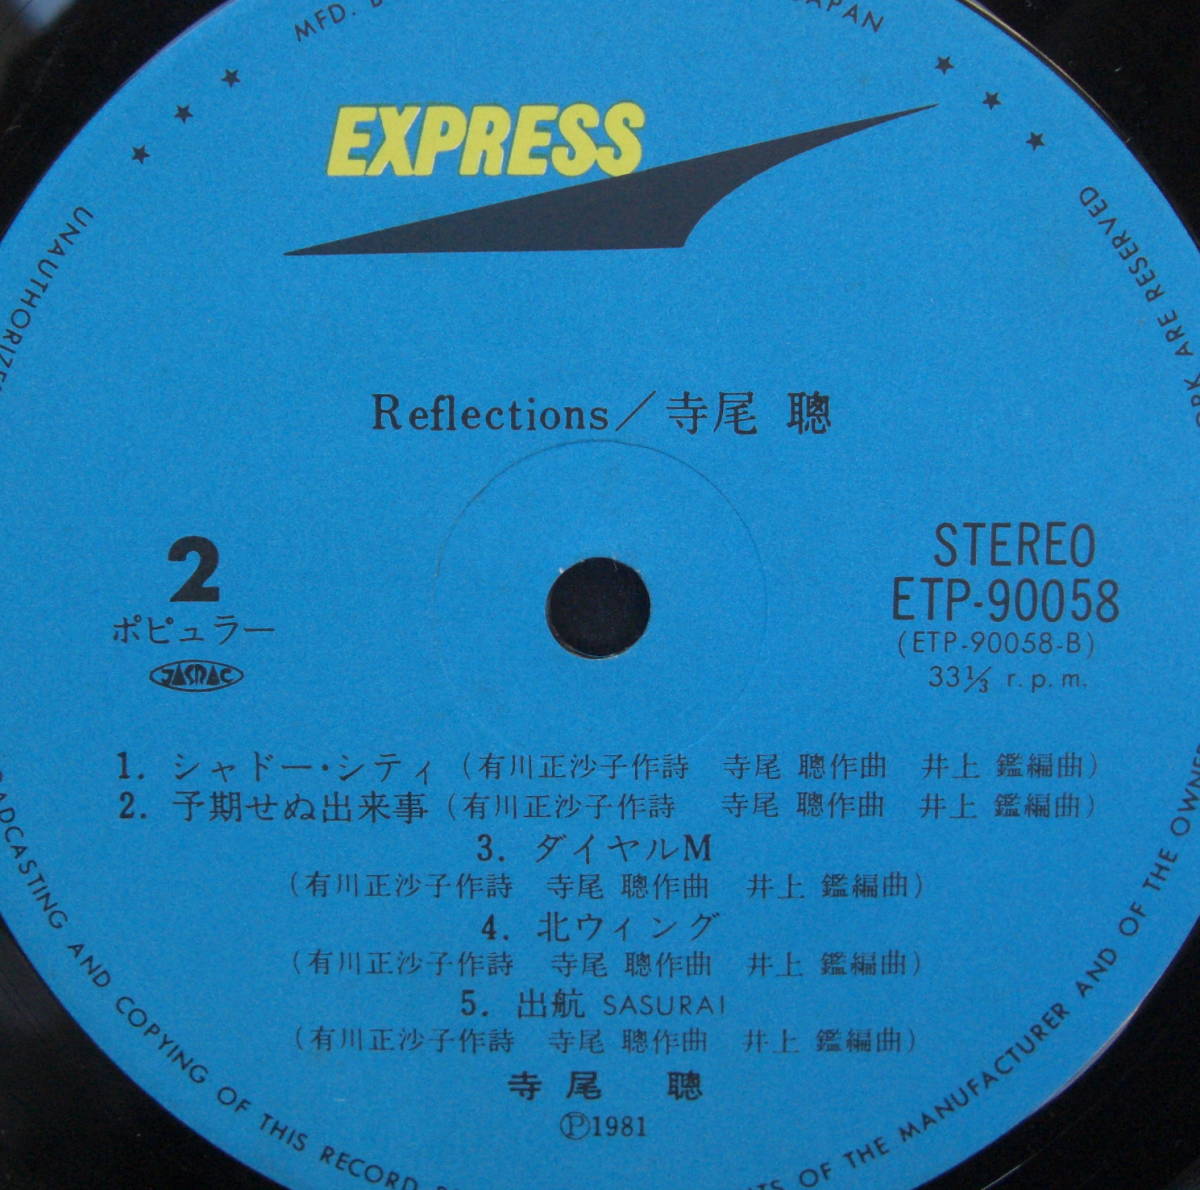 MFD. B
JAPAN
EXPRESS
UNAUTHORIZE
ARE RESERVED
Reflections／寺尾 聰
2
ポピュラー
JASRAC
STEREO
ETP-90058
(ETP-90058-B)
33⅓ r.p.m.
1. シャドー・シティ (有川正沙子作詩 寺尾 聰作曲 井上 鑑編曲)
2. 予期せぬ出来事 (有川正沙子作詩 寺尾 聰作曲 井上 鑑編曲)
3. ダイヤルM
(有川正沙子作詩 寺尾 聰作曲 井上 鑑編曲)
4. 北ウィング
(有川正沙子作詩 寺尾 聰作曲 井上 鑑編曲)
5. 出航 SASURAI
(有川正沙子作詩 寺尾 聰作曲 井上 鑑編曲)
寺尾 聰
Ⓟ1981
ADCASTING AND COPYING OF THIS RECORD
OF THE MANUFACTURER AND OF THE OWNE